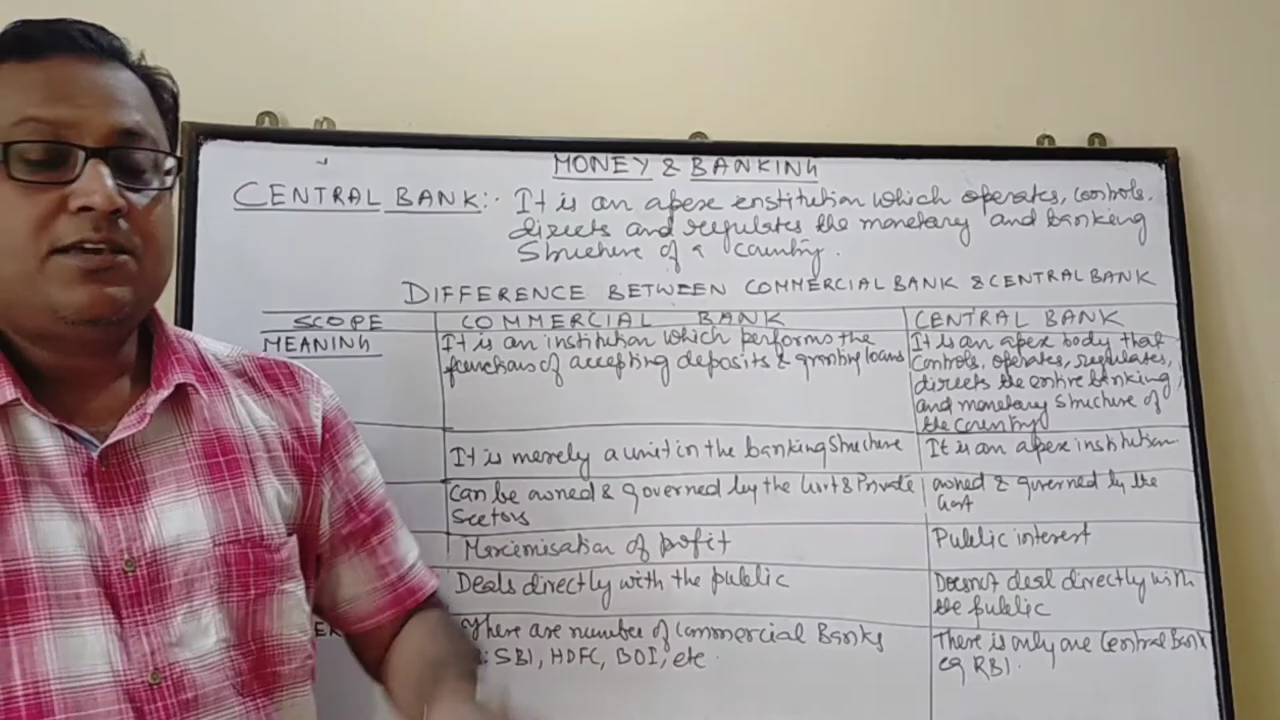 MONEY & BANKING
CENTRAL BANK:- It is an apex enstitution which operates, controls,
directs and regulates the monetary and banking
Structure of a Country.
DIFFERENCE BETWEEN COMMERCIAL BANK & CENTRAL BANK
SCOPE COMMERCIAL BANK CENTRAL BANK
MEANING
It is an institution which performs the
functions of accepting deposits & granting loans
It is an apex body that
Controls, operates, regulates,
directs the entire banking
and monetary structure of
the country
It is merely a unit in the banking structure
It is an apex institution.
Can be owned & governed by the Govt & Private
Sectors
owned & governed by the
Govt
Maximisation of profit
Public interest
Deals directly with the public
Doesn't deal directly with
the public
There are number of Commercial Banks
SBI, HDFC, BOI, etc.
There is only one Central Bank
eg RBI.